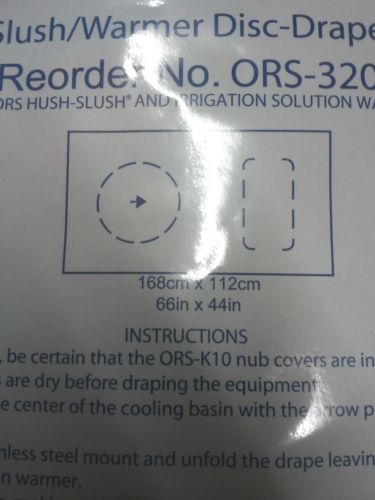 Slush/Warmer Disc-Drape
Reorder No. ORS-320
ORS HUSH-SLUSH® AND IRRIGATION SOLUTION WA
168cm x 112cm
66in x 44in
INSTRUCTIONS
, be certain that the ORS-K10 nub covers are in
s are dry before draping the equipment
e center of the cooling basin with the arrow p
nless steel mount and unfold the drape leavin
n warmer.